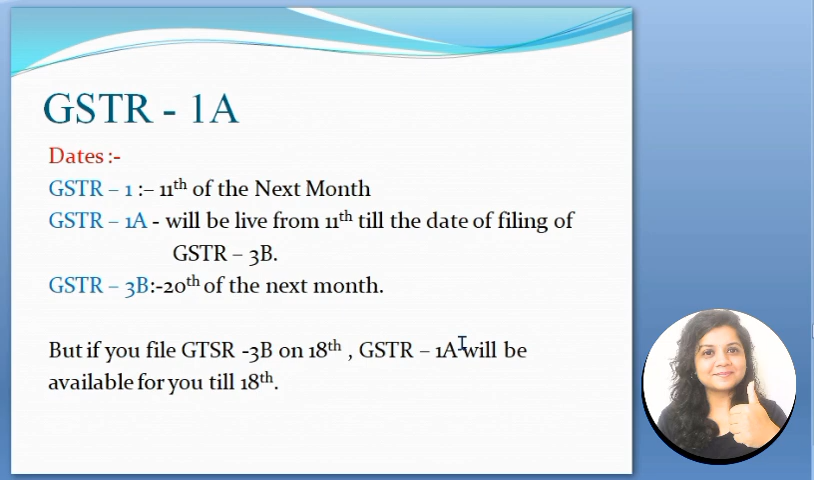 GSTR - 1A
Dates :-
GSTR – 1 :– 11th of the Next Month
GSTR – 1A - will be live from 11th till the date of filing of
GSTR – 3B.
GSTR – 3B:-20th of the next month.
But if you file GTSR -3B on 18th , GSTR – 1A will be
available for you till 18th.